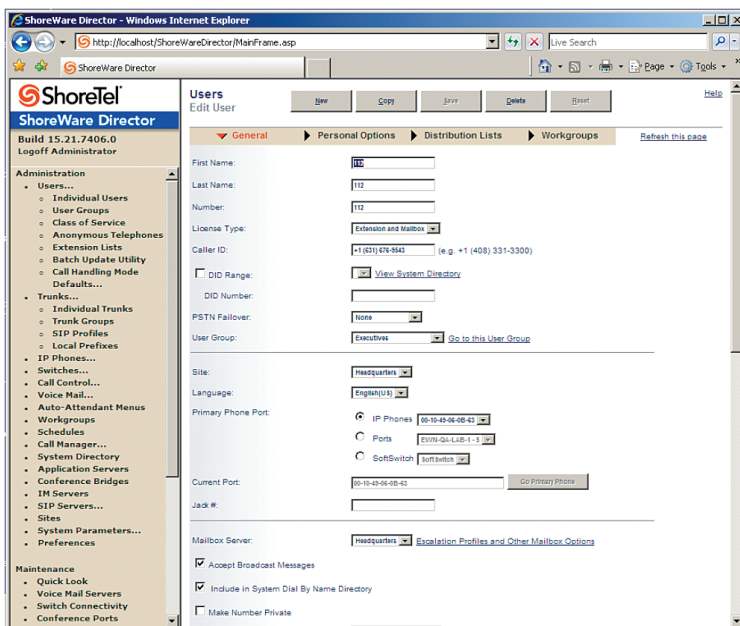 ShoreWare Director - Windows Internet Explorer
http://localhost/ShoreWareDirector/MainFrame.asp
Live Search
ShoreWare Director
Page
Tools
ShoreTel
ShoreWare Director
Build 15.21.7406.0
Logoff Administrator
Administration
Users...
Individual Users
User Groups
Class of Service
Anonymous Telephones
Extension Lists
Batch Update Utility
Call Handling Mode
Defaults...
Trunks...
Individual Trunks
Trunk Groups
SIP Profiles
Local Prefixes
IP Phones...
Switches...
Call Control...
Voice Mail...
Auto-Attendant Menus
Workgroups
Schedules
Call Manager...
System Directory
Application Servers
Conference Bridges
IM Servers
SIP Servers...
Sites
System Parameters...
Preferences
Maintenance
Quick Look
Voice Mail Servers
Switch Connectivity
Conference Ports
Users
Edit User
New Copy Save Delete Reset
Help
General Personal Options Distribution Lists Workgroups
Refresh this page
First Name: 112
Last Name: 112
Number: 112
License Type: Extension and Mailbox
Caller ID: +1 (631) 676-9543 (e.g. +1 (408) 331-3300)
DID Range: View System Directory
DID Number:
PSTN Failover: None
User Group: Executives Go to this User Group
Site: Headquarters
Language: English(US)
Primary Phone Port: IP Phones 00-10-49-06-0B-63
Ports EWN-QA-LAB-1 - 5
SoftSwitch SoftSwitch
Current Port: 00-10-49-06-0B-63 Go Primary Phone
Jack #:
Mailbox Server: Headquarters Escalation Profiles and Other Mailbox Options
Accept Broadcast Messages
Include in System Dial By Name Directory
Make Number Private